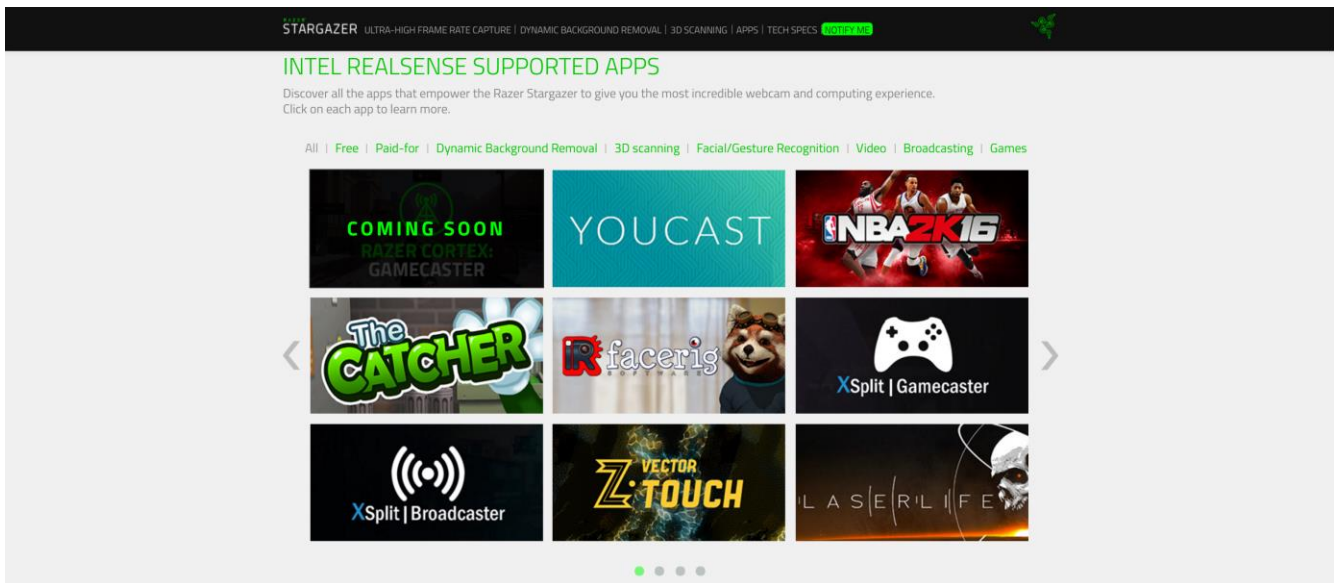 RAZER
STARGAZER ULTRA-HIGH FRAME RATE CAPTURE | DYNAMIC BACKGROUND REMOVAL | 3D SCANNING | APPS | TECH SPECS NOTIFY ME
INTEL REALSENSE SUPPORTED APPS
Discover all the apps that empower the Razer Stargazer to give you the most incredible webcam and computing experience.
Click on each app to learn more.
All | Free | Paid-for | Dynamic Background Removal | 3D scanning | Facial/Gesture Recognition | Video | Broadcasting | Games
COMING SOON
RAZER CORTEX:
GAMECASTER
YOUCAST
NBA2K16
The
CATCHER
facerig
SOFTWARE
XSplit | Gamecaster
XSplit | Broadcaster
VECTOR
TOUCH
LASERLIFE